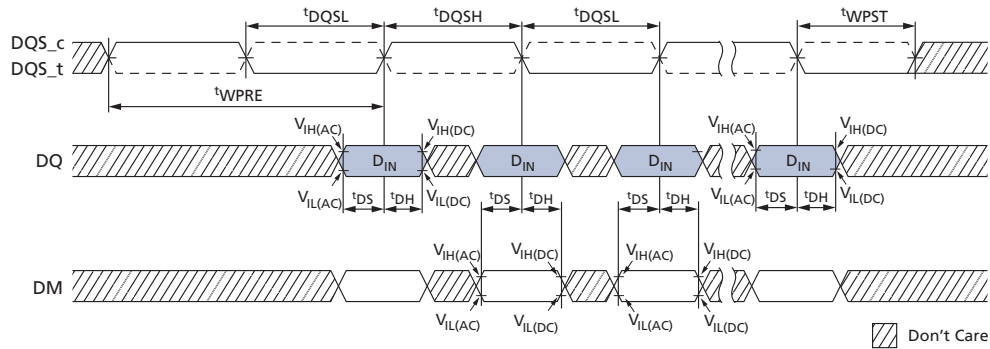 tDQSL tDQSH tDQSL tWPST
DQS_c
DQS_t
tWPRE
VIH(AC) VIH(DC) VIH(AC) VIH(DC)
DQ DIN DIN DIN DIN
VIL(AC) tDS tDH VIL(DC) VIL(AC) tDS tDH VIL(DC)
tDS tDH tDS tDH
VIH(AC) VIH(DC) VIH(AC) VIH(DC)
DM
VIL(AC) VIL(DC) VIL(AC) VIL(DC)
Don't Care